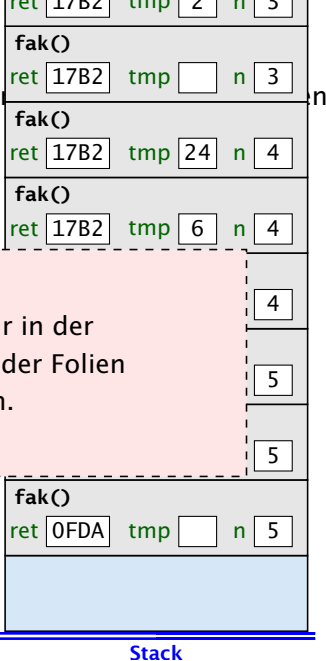 ret 17B2 tmp 2 n 3
fak()
ret 17B2 tmp n 3
fak()
ret 17B2 tmp 24 n 4
fak()
ret 17B2 tmp 6 n 4
4
r in der
der Folien
5
5
fak()
ret 0FDA tmp n 5
Stack